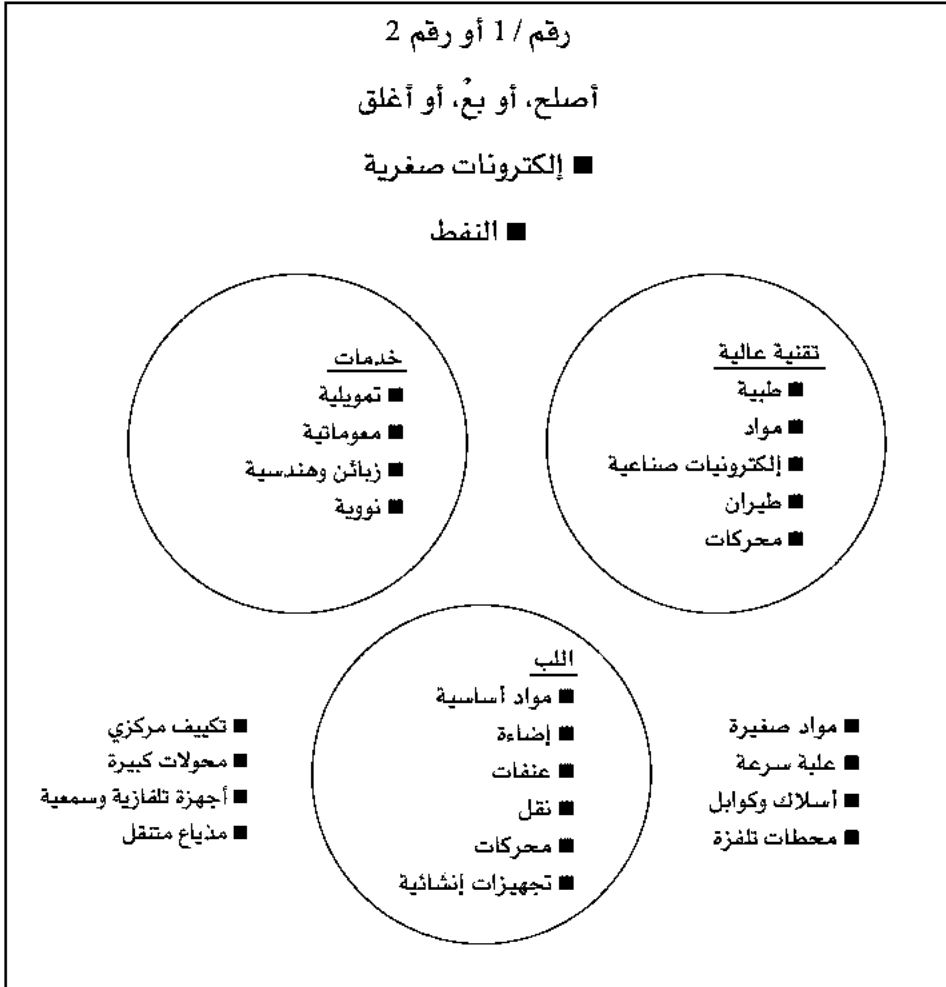 رقم / 1 أو رقم 2
أصلح، أو بعْ، أو أغلق
■ إلكترونات صغرية
■ النفط
تقنية عالية
■ طبية
■ مواد
■ إلكترونيات صناعية
■ طيران
■ محركات
خدمات
■ تمويلية
■ معوماتية
■ زبائن وهندسية
■ نووية
اللب
■ مواد أساسية
■ إضاءة
■ عنفات
■ نقل
■ محركات
■ تجهيزات إنشائية
■ مواد صغيرة
■ علبة سرعة
■ أسلاك وكوابل
■ محطات تلفزة
■ تكييف مركزي
■ محولات كبيرة
■ أجهزة تلفازية وسمعية
■ مذياع متنقل